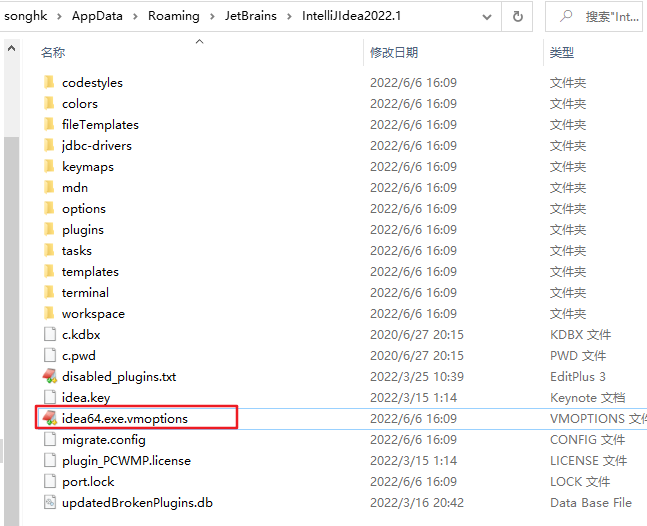 songhk > AppData > Roaming > JetBrains > IntelliJIdea2022.1 搜索"Int...
名称 修改日期 类型
codestyles 2022/6/6 16:09 文件夹
colors 2022/6/6 16:09 文件夹
fileTemplates 2022/6/6 16:09 文件夹
jdbc-drivers 2022/6/6 16:09 文件夹
keymaps 2022/6/6 16:09 文件夹
mdn 2022/6/6 16:09 文件夹
options 2022/6/6 16:09 文件夹
plugins 2022/6/6 16:09 文件夹
tasks 2022/6/6 16:09 文件夹
templates 2022/6/6 16:09 文件夹
terminal 2022/6/6 16:09 文件夹
workspace 2022/6/6 16:09 文件夹
c.kdbx 2020/6/27 20:15 KDBX 文件
c.pwd 2020/6/27 20:15 PWD 文件
disabled_plugins.txt 2022/3/25 10:39 EditPlus 3
idea.key 2022/3/15 1:14 Keynote 文档
idea64.exe.vmoptions 2022/6/6 16:09 VMOPTIONS 文
migrate.config 2022/6/6 16:09 CONFIG 文件
plugin_PCWMP.license 2022/3/15 1:14 LICENSE 文件
port.lock 2022/6/6 16:09 LOCK 文件
updatedBrokenPlugins.db 2022/3/16 20:42 Data Base File